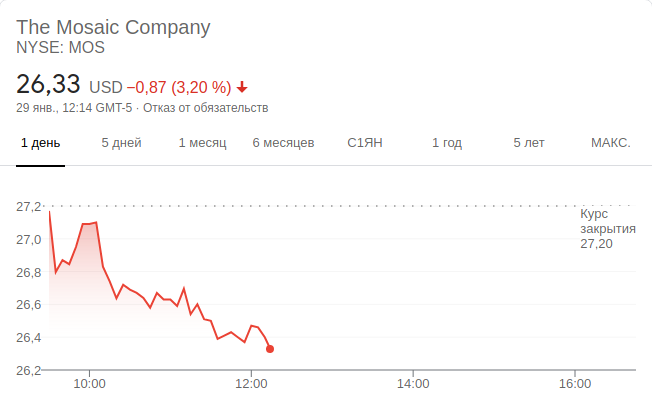 The Mosaic Company
NYSE: MOS
26,33 USD −0,87 (3,20 %)
29 янв., 12:14 GMT-5 · Отказ от обязательств
1 день 5 дней 1 месяц 6 месяцев С1ЯН 1 год 5 лет МАКС.
27,2
Курс
закрытия
27,20
27,0
26,8
26,6
26,4
26,2
10:00 12:00 14:00 16:00